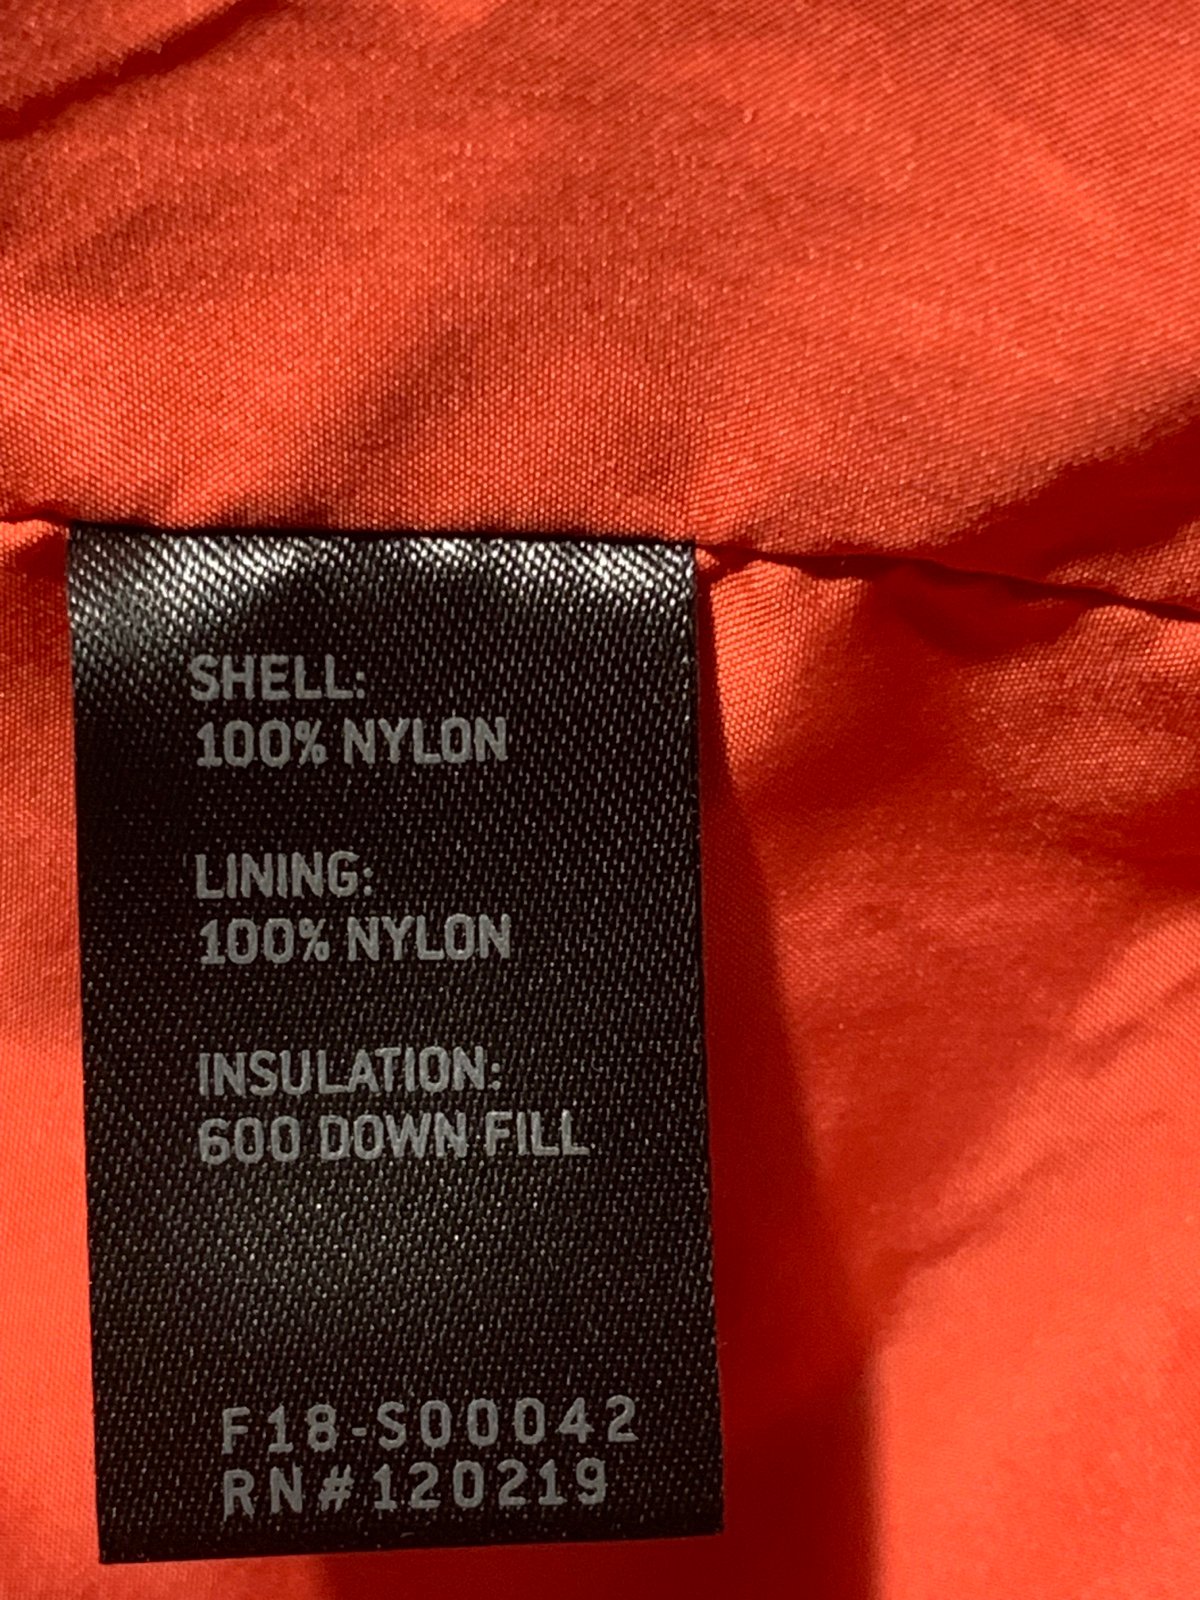 SHELL:
100% NYLON
LINING:
100% NYLON
INSULATION:
600 DOWN FILL
F18-S00042
RN#120219